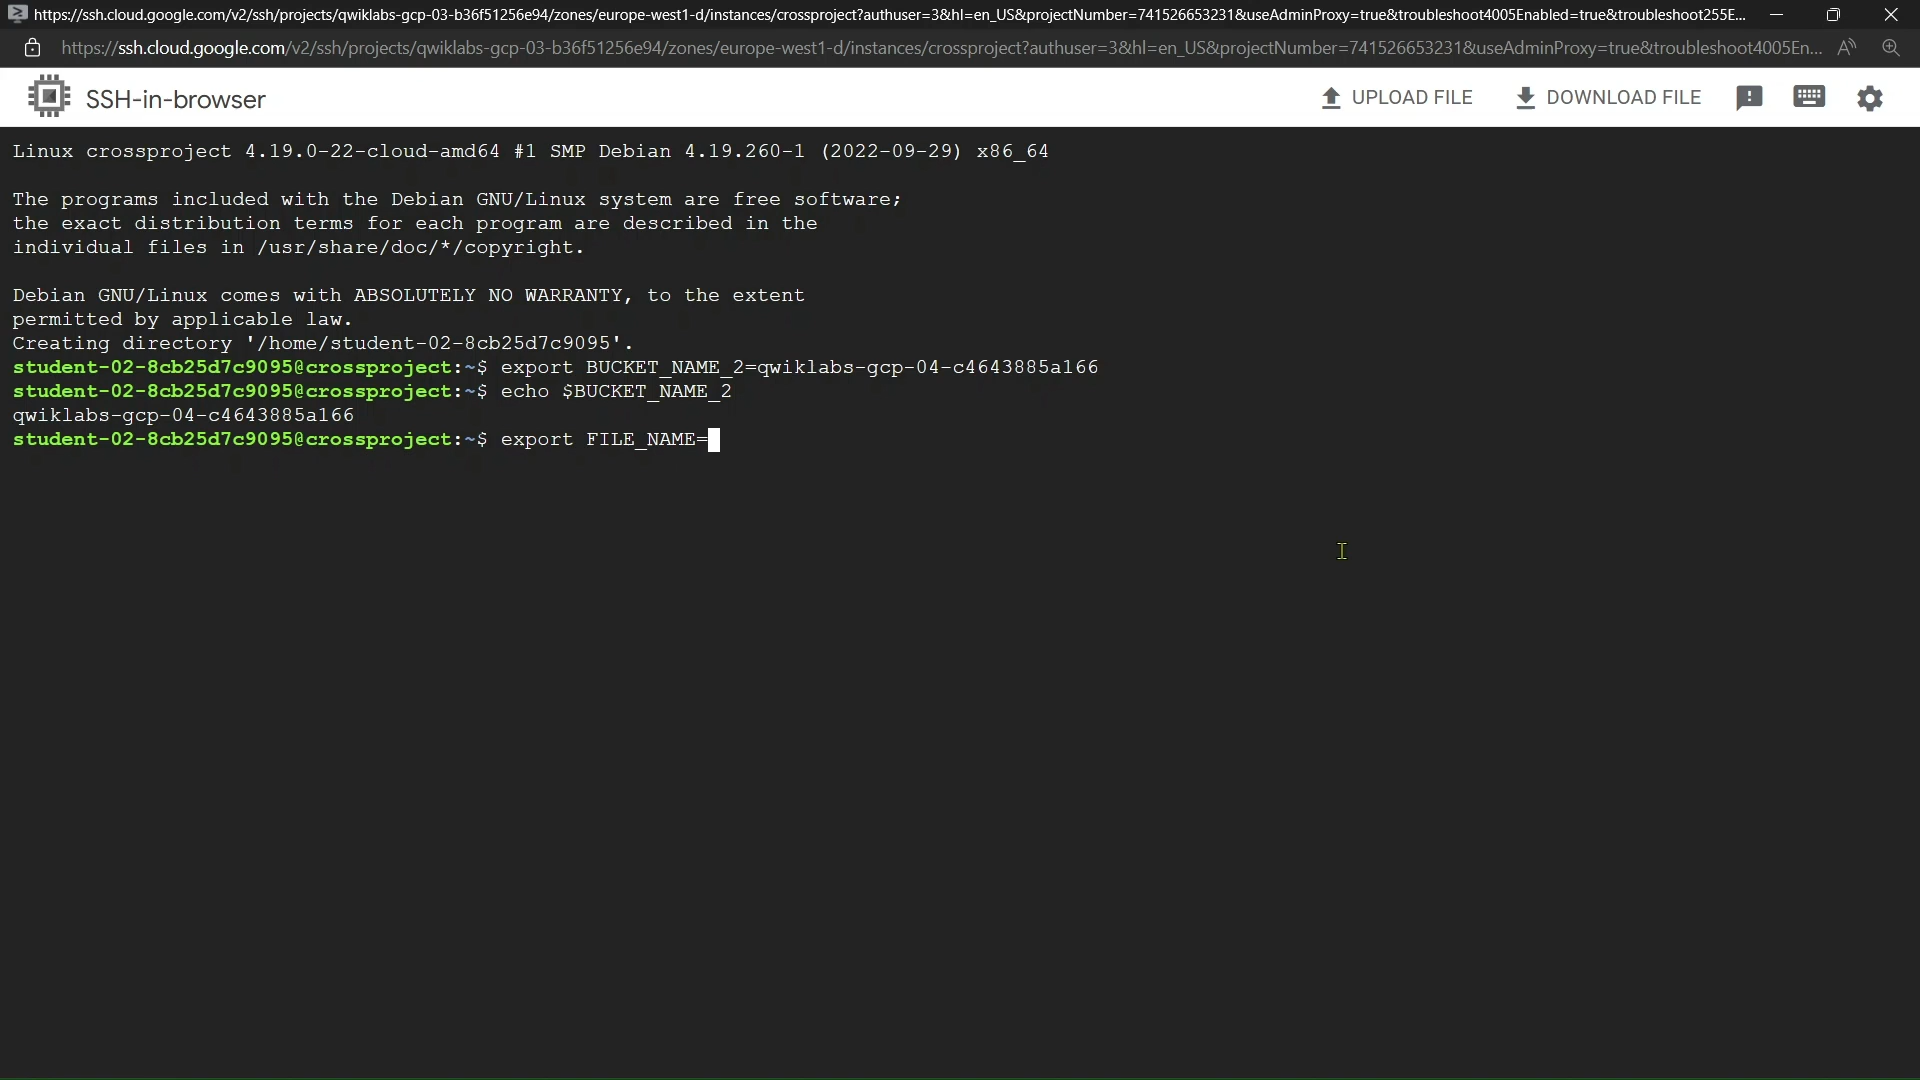 https://ssh.cloud.google.com/v2/ssh/projects/qwiklabs-gcp-03-b36f51256e94/zones/europe-west1-d/instances/crossproject?authuser=3&hl=en_US&projectNumber=741526653231&useAdminProxy=true&troubleshoot4005Enabled=true&troubleshoot255E...
https://ssh.cloud.google.com/v2/ssh/projects/qwiklabs-gcp-03-b36f51256e94/zones/europe-west1-d/instances/crossproject?authuser=3&hl=en_US&projectNumber=741526653231&useAdminProxy=true&troubleshoot4005En...
SSH-in-browser
UPLOAD FILE
DOWNLOAD FILE
Linux crossproject 4.19.0-22-cloud-amd64 #1 SMP Debian 4.19.260-1 (2022-09-29) x86_64
The programs included with the Debian GNU/Linux system are free software;
the exact distribution terms for each program are described in the
individual files in /usr/share/doc/*/copyright.
Debian GNU/Linux comes with ABSOLUTELY NO WARRANTY, to the extent
permitted by applicable law.
Creating directory '/home/student-02-8cb25d7c9095'.
student-02-8cb25d7c9095@crossproject:~$ export BUCKET_NAME_2=qwiklabs-gcp-04-c4643885a166
student-02-8cb25d7c9095@crossproject:~$ echo $BUCKET_NAME_2
qwiklabs-gcp-04-c4643885a166
student-02-8cb25d7c9095@crossproject:~$ export FILE_NAME=